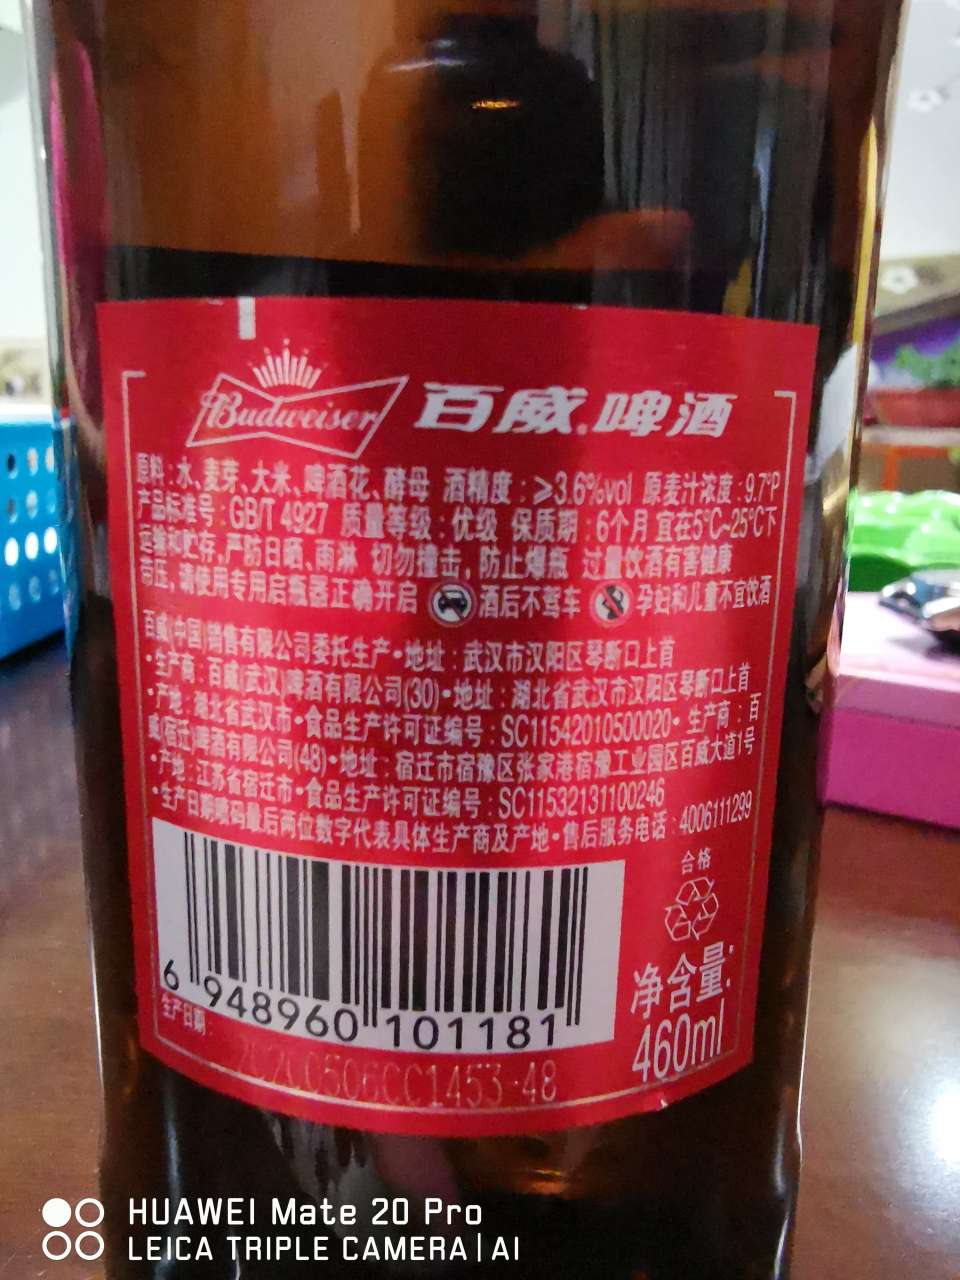 Budweiser 百威啤酒
原料:水、麦芽、大米、啤酒花、酵母 酒精度:≥3.6%vol 原麦汁浓度:9.7°P
产品标准号:GB/T 4927 质量等级:优级 保质期:6个月 宜在5°C~25°C下
运输和贮存,严防日晒、雨淋 切勿撞击,防止爆瓶 过量饮酒有害健康
带压,请使用专用启瓶器正确开启 酒后不驾车 孕妇和儿童不宜饮酒
百威(中国)销售有限公司委托生产•地址:武汉市汉阳区琴断口上首
•生产商:百威(武汉)啤酒有限公司(30)•地址:湖北省武汉市汉阳区琴断口上首
•产地:湖北省武汉市•食品生产许可证编号:SC11542010500020•生产商:百
威(宿迁)啤酒有限公司(48)•地址:宿迁市宿豫区张家港宿豫工业园区百威大道1号
•产地:江苏省宿迁市•食品生产许可证编号:SC11532131100246
•生产日期喷码最后两位数字代表具体生产商及产地•售后服务电话:4006111299
合格
6 948960 101181
净含量:
460ml
生产日期:
20200506CC1453 48
HUAWEI Mate 20 Pro
LEICA TRIPLE CAMERA | AI